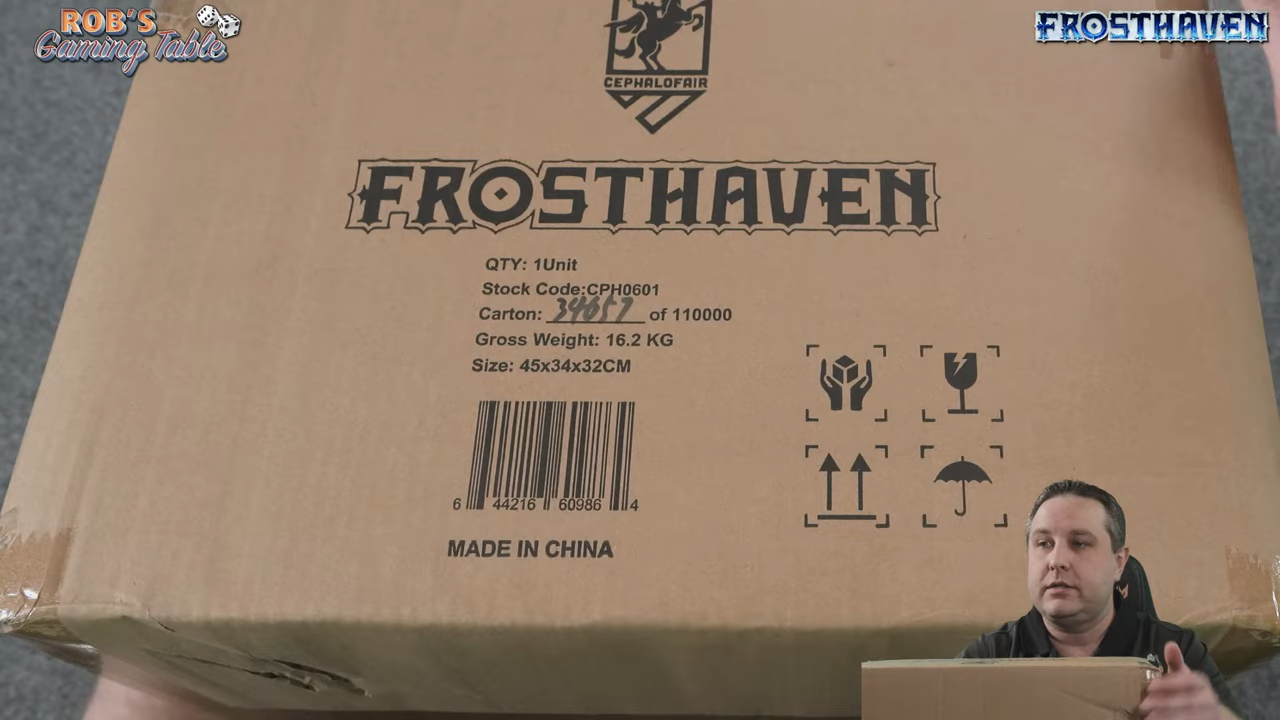 ROB'S
Gaming Table
FROSTHAVEN
CEPHALOFAIR
FROSTHAVEN
QTY: 1Unit
Stock Code:CPH0601
Carton: 34657 of 110000
Gross Weight: 16.2 KG
Size: 45x34x32CM
6 44216 60986 4
MADE IN CHINA